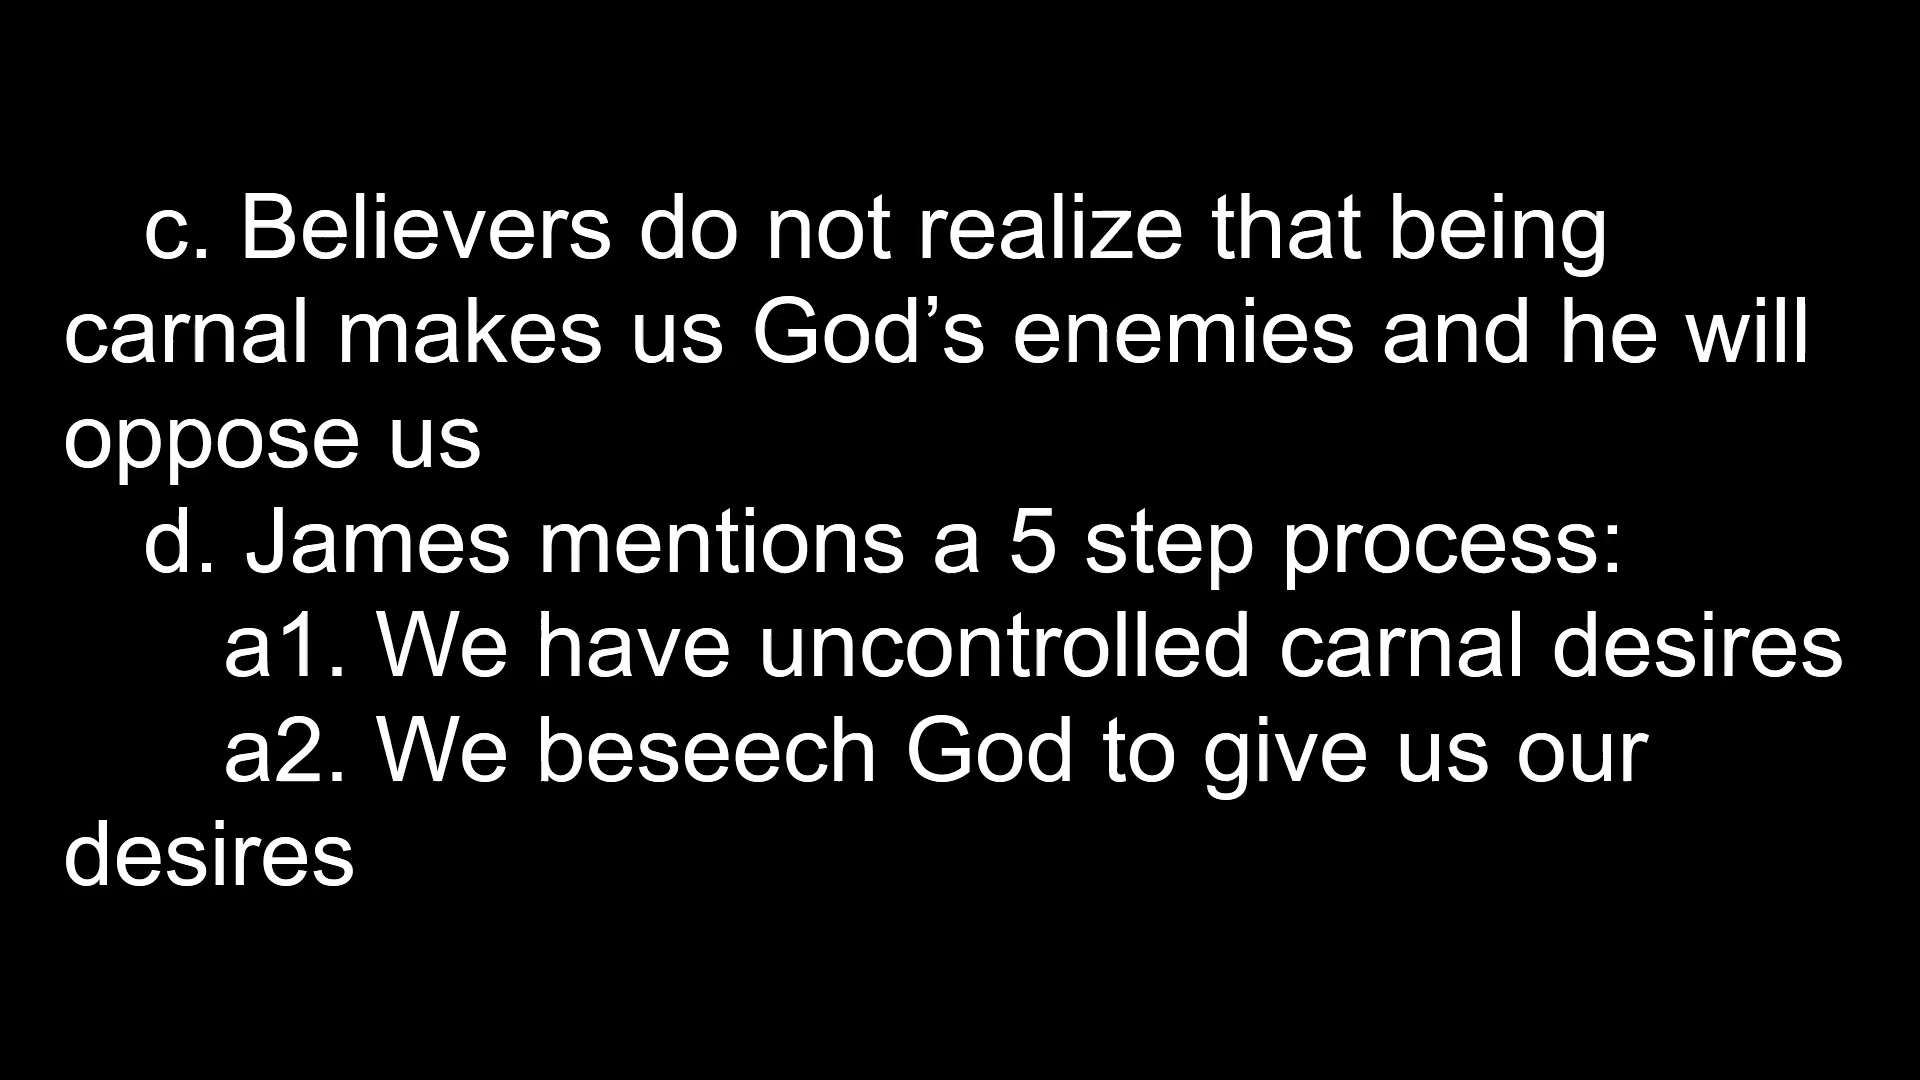 c. Believers do not realize that being
carnal makes us God’s enemies and he will
oppose us
d. James mentions a 5 step process:
a1. We have uncontrolled carnal desires
a2. We beseech God to give us our
desires